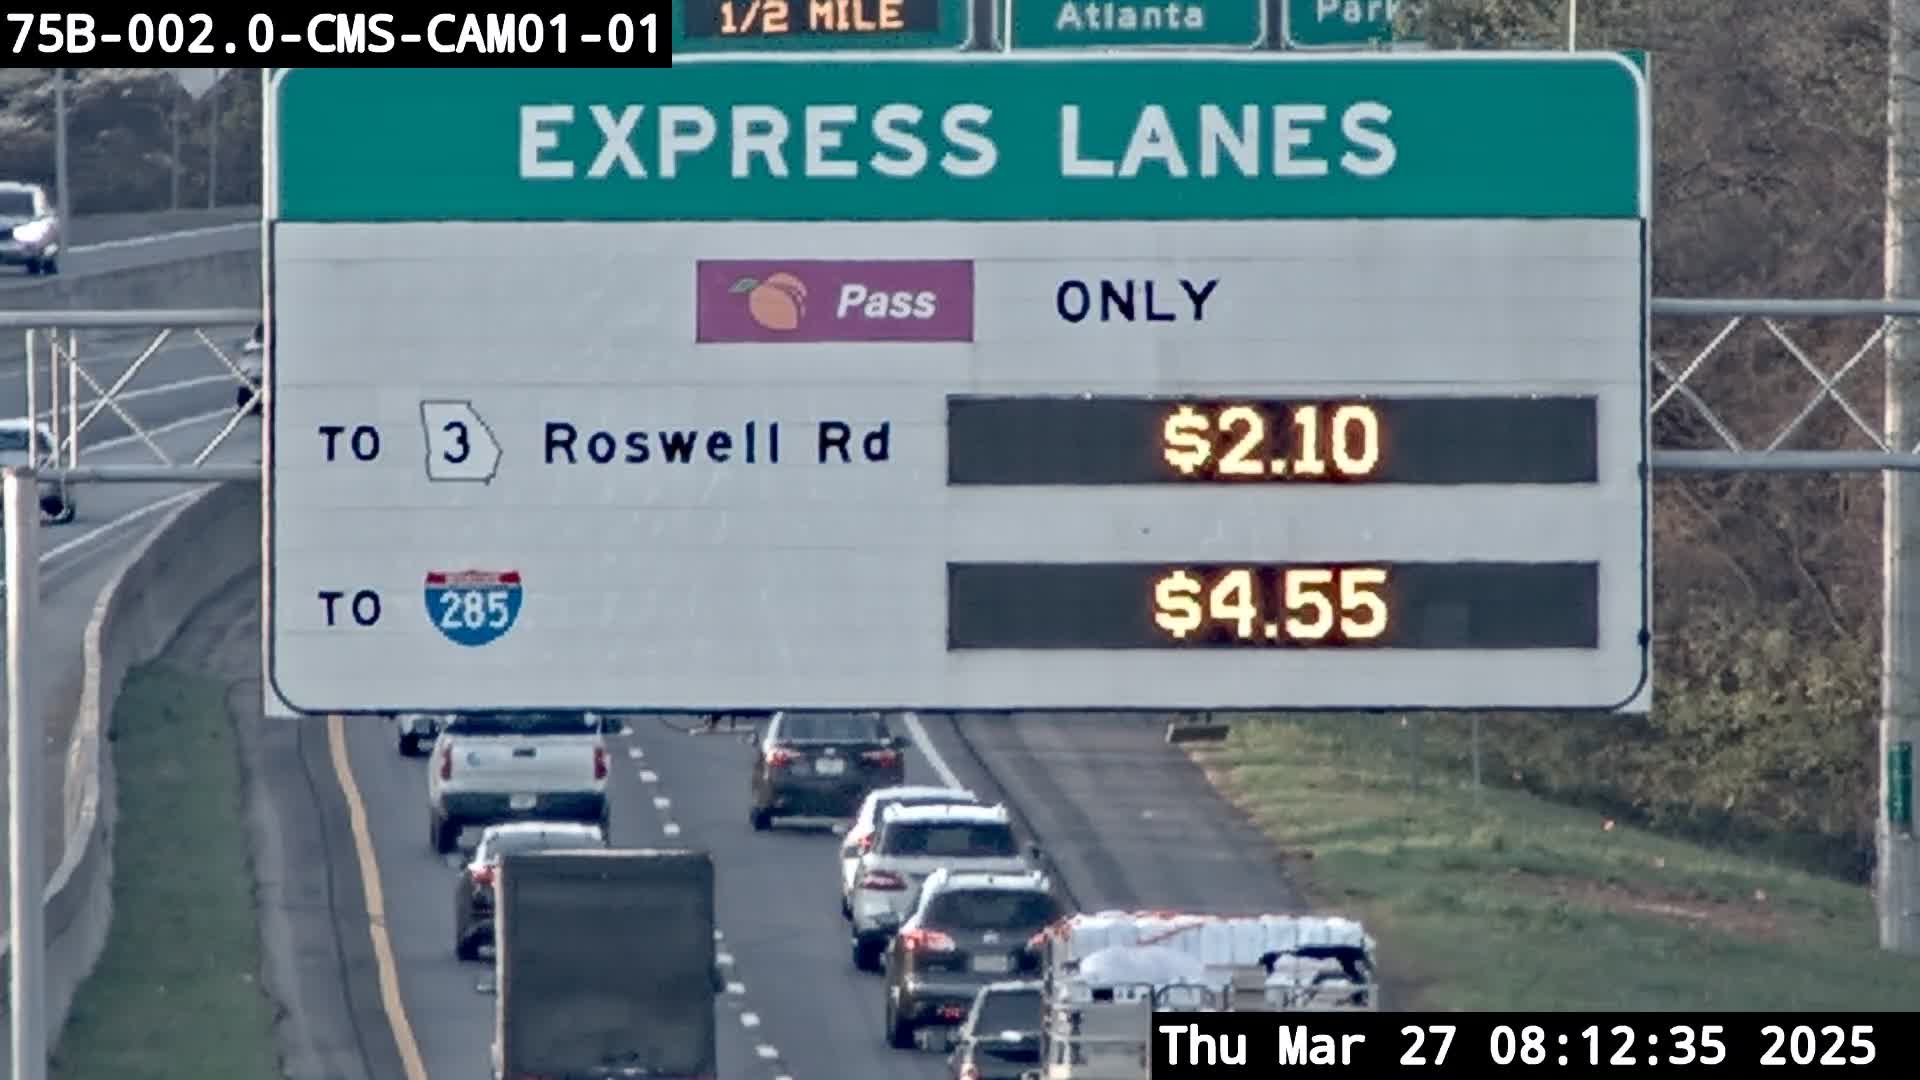 75B-002.0-CMS-CAM01-01
1/2 MILE
Atlanta
EXPRESS LANES
Pass ONLY
TO 3 Roswell Rd $2.10
TO 285 $4.55
Thu Mar 27 08:12:35 2025